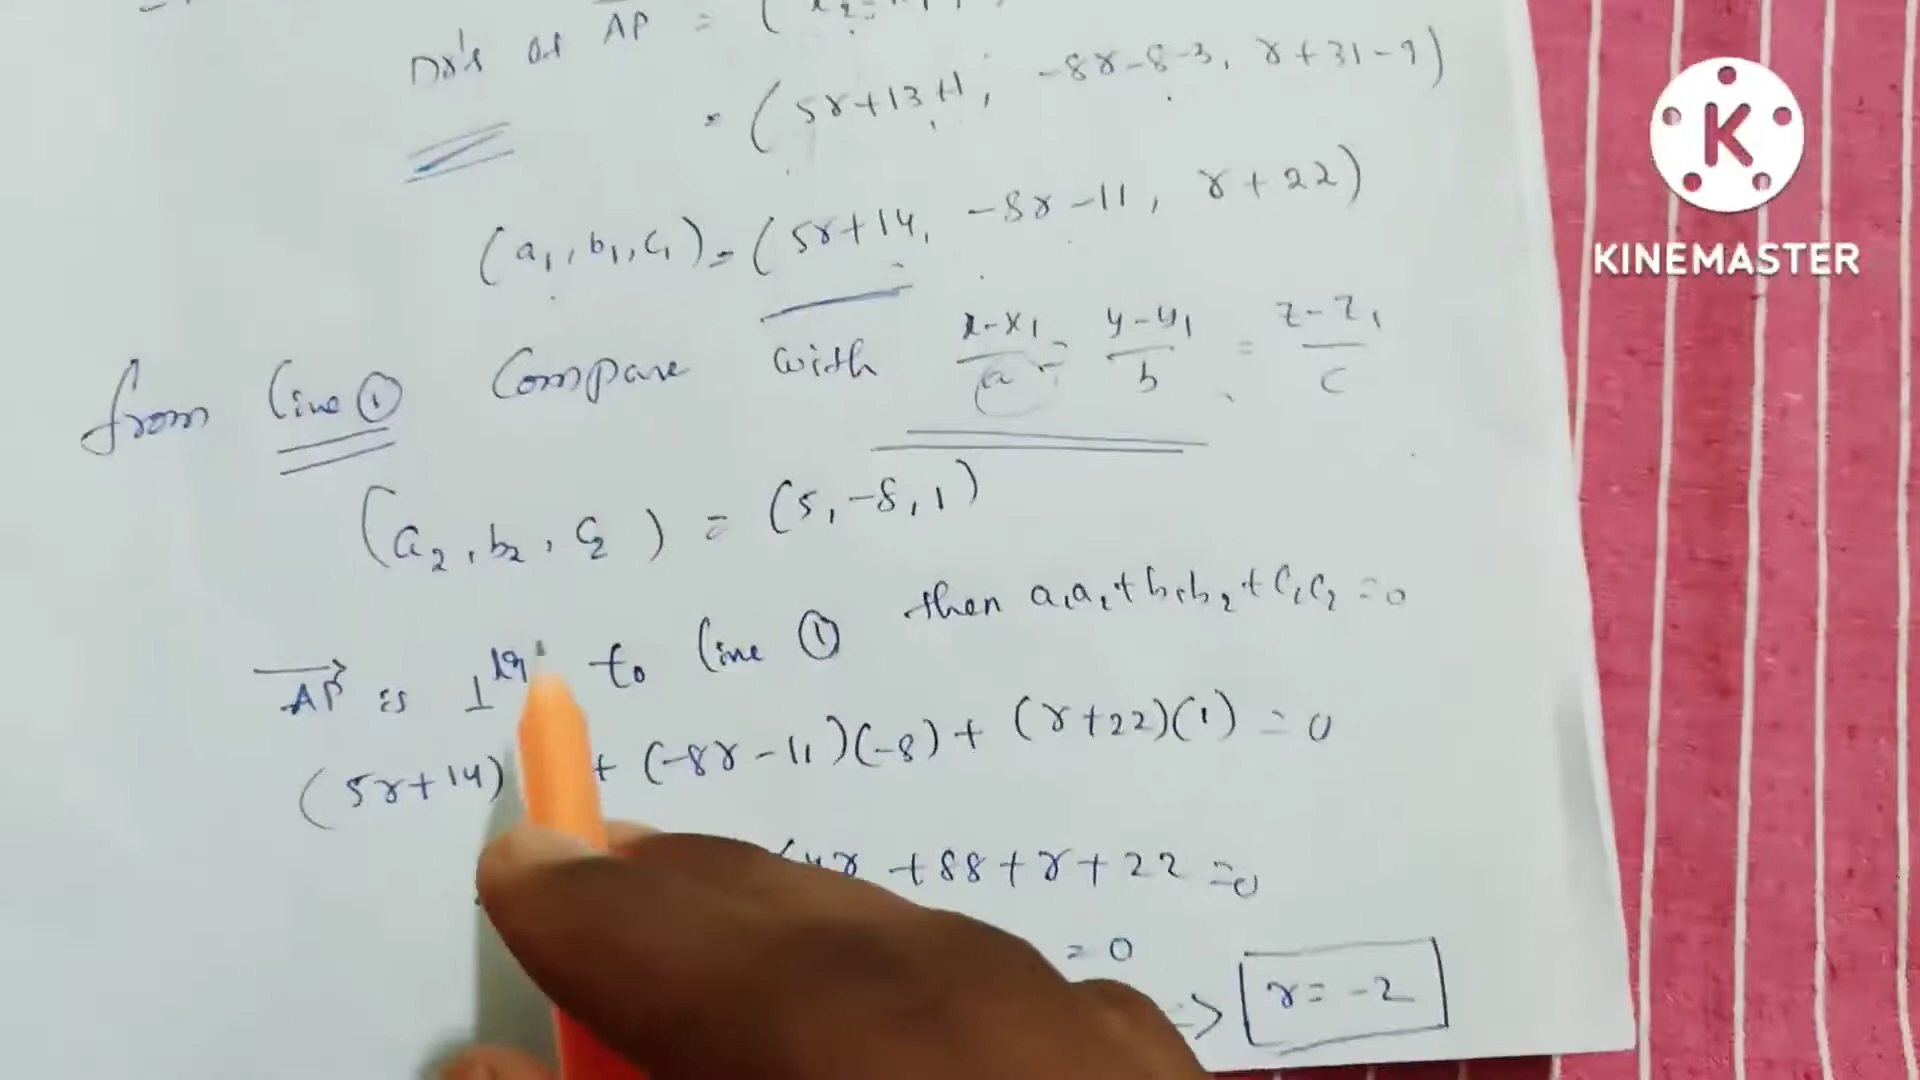 Dr's of AP = (x2-
= (5r+13+1, -8r-8-3, r+31-9)
(a1, b1, c1) = (5r+14, -8r-11, r+22)
from line ① Compare with x-x1/a = y-y1/b = z-z1/c
(a2, b2, c2) = (5, -8, 1)
AP is ⊥lr to line ① then a1a2+b1b2+c1c2=0
(5r+14) + (-8r-11)(-8) + (r+22)(1) = 0
64r +88+r+22 =0
= 0
=> r = -2
K
KINEMASTER